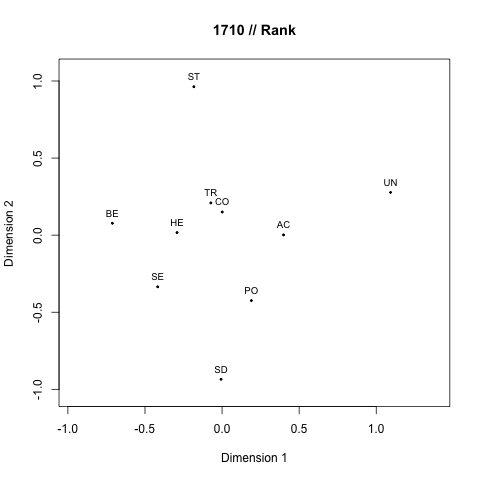 1710 // Rank
ST
UN
TR
CO
BE
HE
AC
SE
PO
SD
1.0
0.5
0.0
-0.5
-1.0
Dimension 2
-1.0
-0.5
0.0
0.5
1.0
Dimension 1